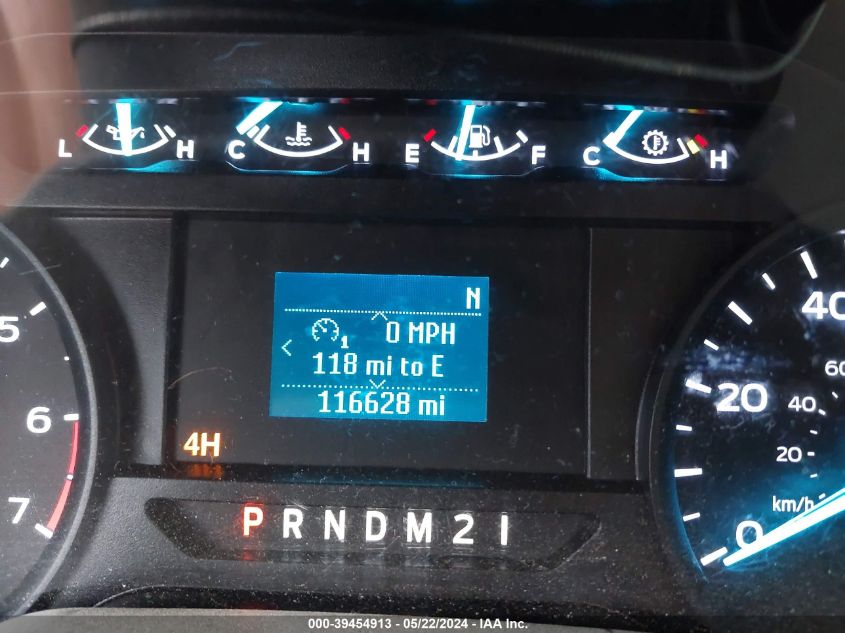 L H C H E F C H
N
1 0 MPH
118 mi to E
116628 mi
4H
P R N D M 2 1
5
6
7
40
20
0
60
40
20
km/h
000-39454913 - 05/22/2024 - IAA Inc.